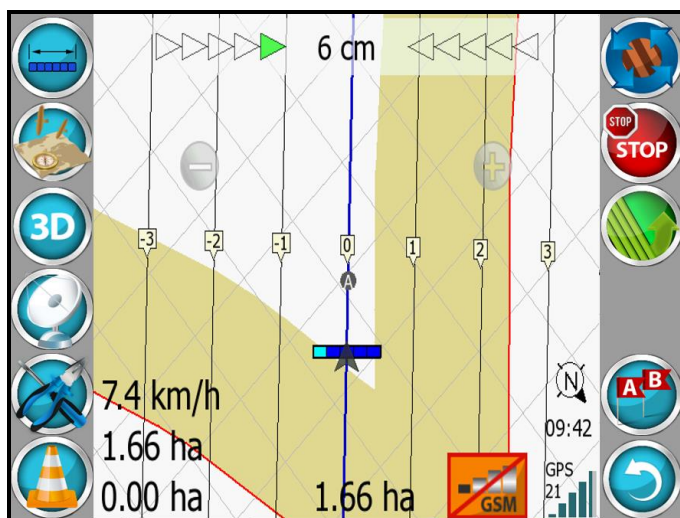 6 cm
STOP
STOP
3D
-3
-2
-1
0
1
2
3
A
N
A B
7.4 km/h
09:42
1.66 ha
GPS
21
0.00 ha
1.66 ha
GSM